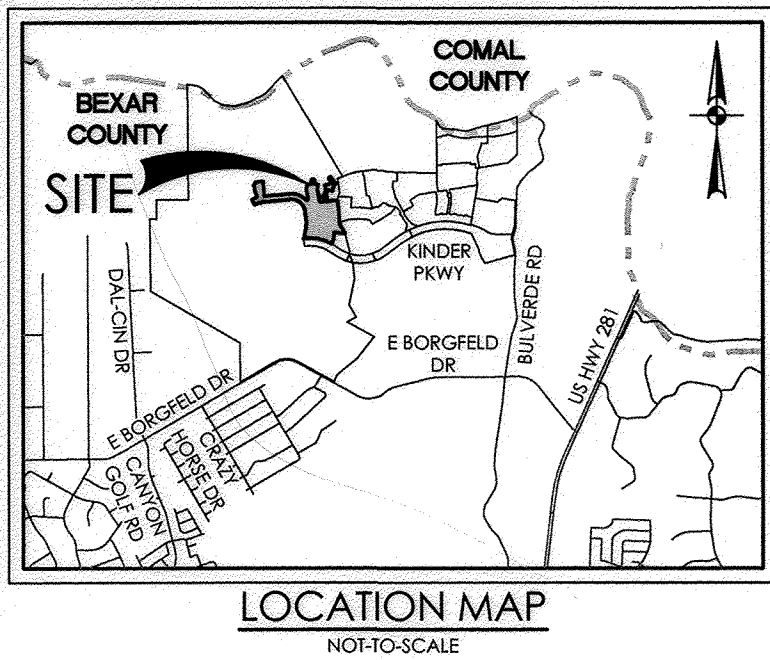 COMAL
COUNTY
BEXAR
COUNTY
SITE
KINDER
PKWY
DAL-CIN DR
BULVERDE RD
US HWY 281
E BORGFELD
DR
E BORGFELD DR
CRAZY
HORSE DR
CANYON
GOLF RD
LOCATION MAP
NOT-TO-SCALE